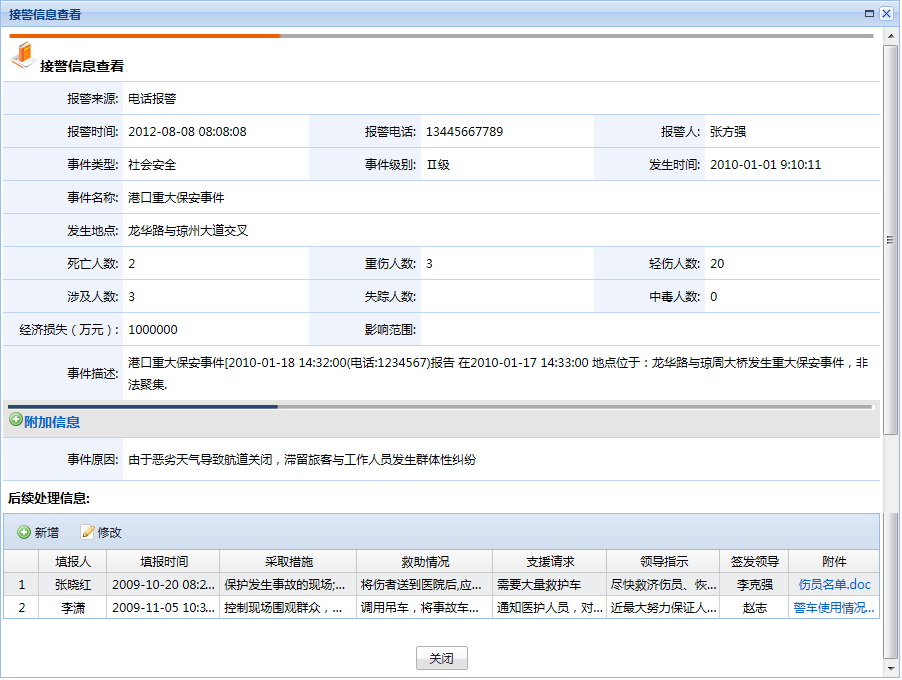 接警信息查看
接警信息查看
报警来源: 电话报警
报警时间: 2012-08-08 08:08:08 报警电话: 13445667789 报警人: 张方强
事件类型: 社会安全 事件级别: Ⅱ级 发生时间: 2010-01-01 9:10:11
事件名称: 港口重大保安事件
发生地点: 龙华路与琼州大道交叉
死亡人数: 2 重伤人数: 3 轻伤人数: 20
涉及人数: 3 失踪人数: 中毒人数: 0
经济损失（万元）: 1000000 影响范围:
事件描述: 港口重大保安事件[2010-01-18 14:32:00(电话:1234567)报告 在2010-01-17 14:33:00 地点位于：龙华路与琼周大桥发生重大保安事件，非
法聚集.
附加信息
事件原因: 由于恶劣天气导致航道关闭，滞留旅客与工作人员发生群体性纠纷
后续处理信息:
新增 修改
填报人 填报时间 采取措施 救助情况 支援请求 领导指示 签发领导 附件
1 张晓红 2009-10-20 08:2... 保护发生事故的现场;... 将伤者送到医院后,应... 需要大量救护车 尽快救济伤员、恢... 李克强 伤员名单.doc
2 李潇 2009-11-05 10:3... 控制现场围观群众，... 调用吊车，将事故车... 通知医护人员，对... 近最大努力保证人... 赵志 警车使用情况...
关闭